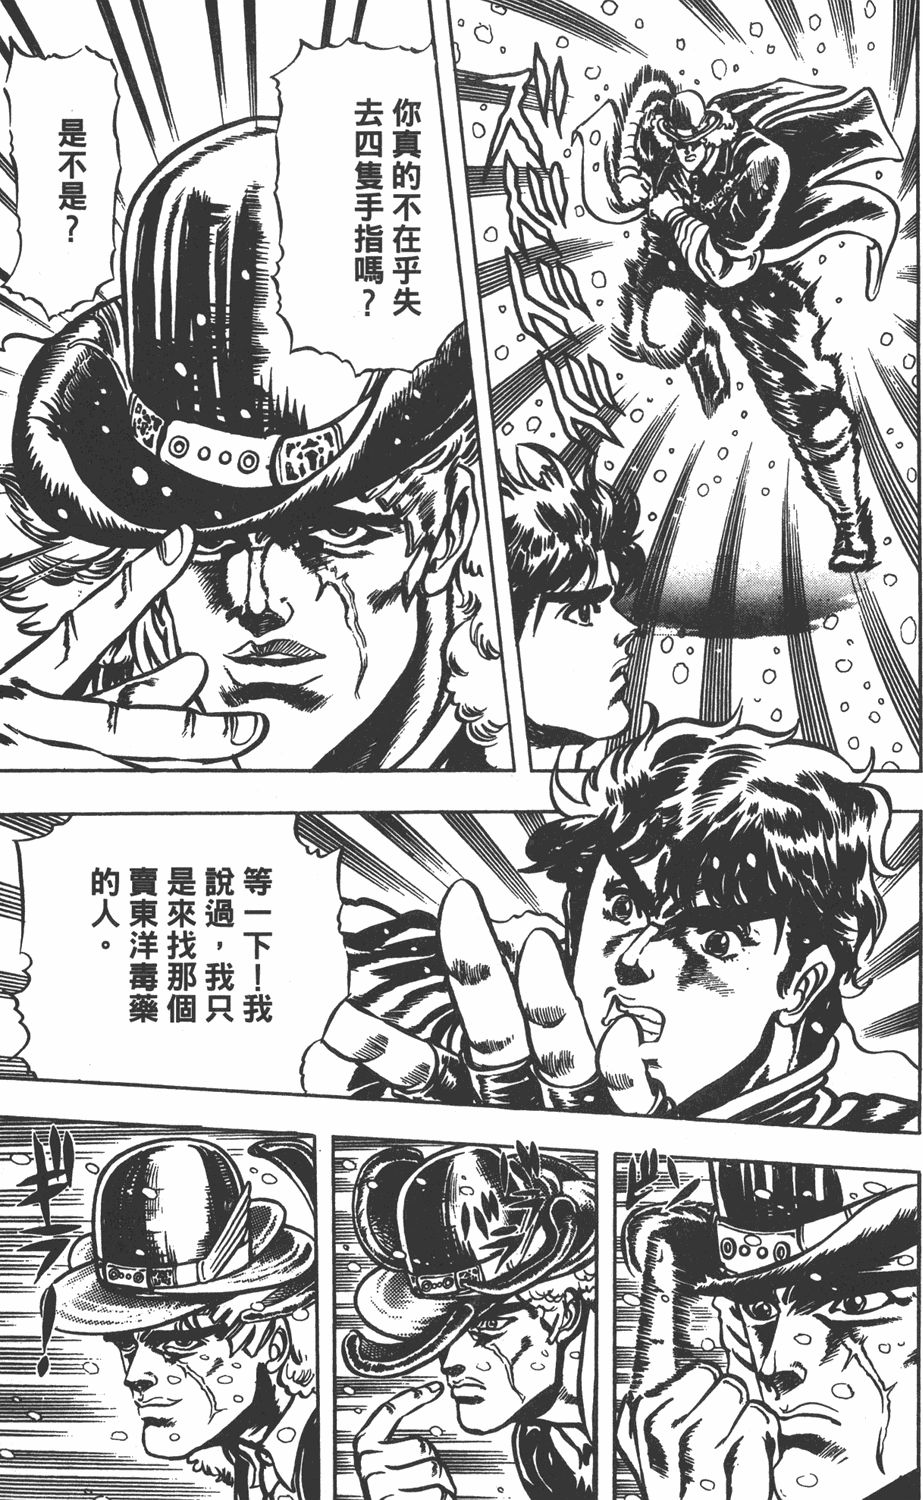 你真的不在乎失
去四隻手指嗎？
是不是？
等一下！我
說過，我只
是來找那個
賣東洋毒藥
的人。